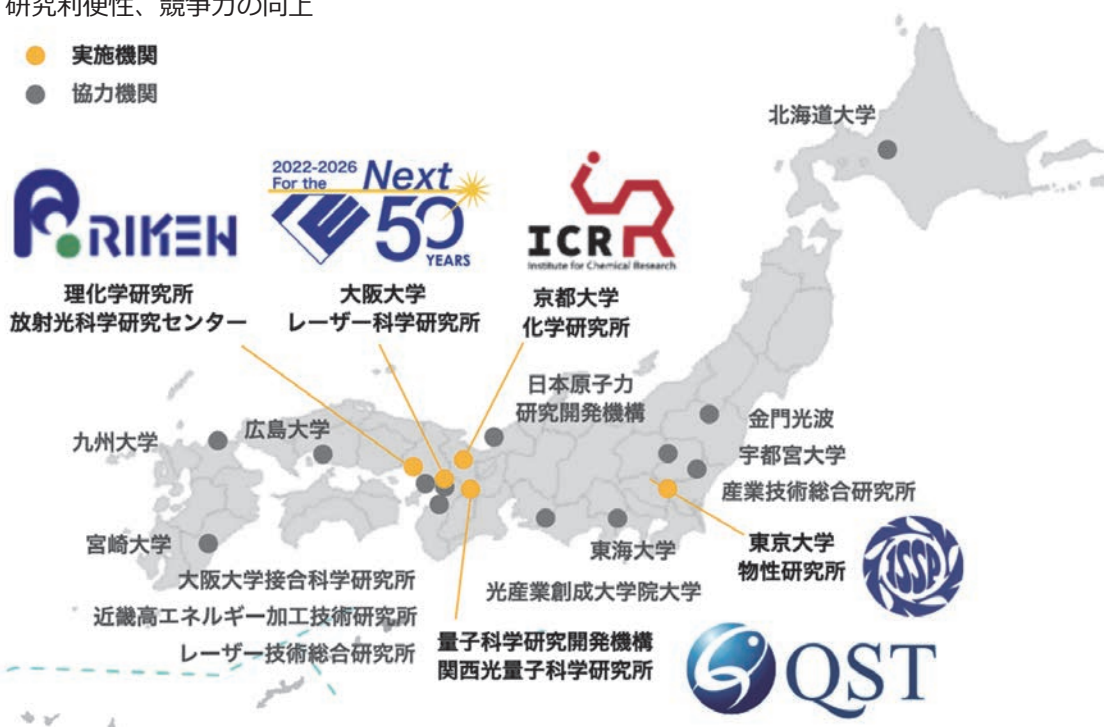 研究利便性、競争力の向上
実施機関
協力機関
北海道大学
RIKEN
2022-2026
For the
Next
50
YEARS
ICR
Institute for Chemical Research
理化学研究所
放射光科学研究センター
大阪大学
レーザー科学研究所
京都大学
化学研究所
日本原子力
研究開発機構
金門光波
九州大学
広島大学
宇都宮大学
産業技術総合研究所
宮崎大学
東海大学
東京大学
物性研究所
ISSP
大阪大学接合科学研究所
光産業創成大学院大学
近畿高エネルギー加工技術研究所
レーザー技術総合研究所
量子科学研究開発機構
関西光量子科学研究所
QST